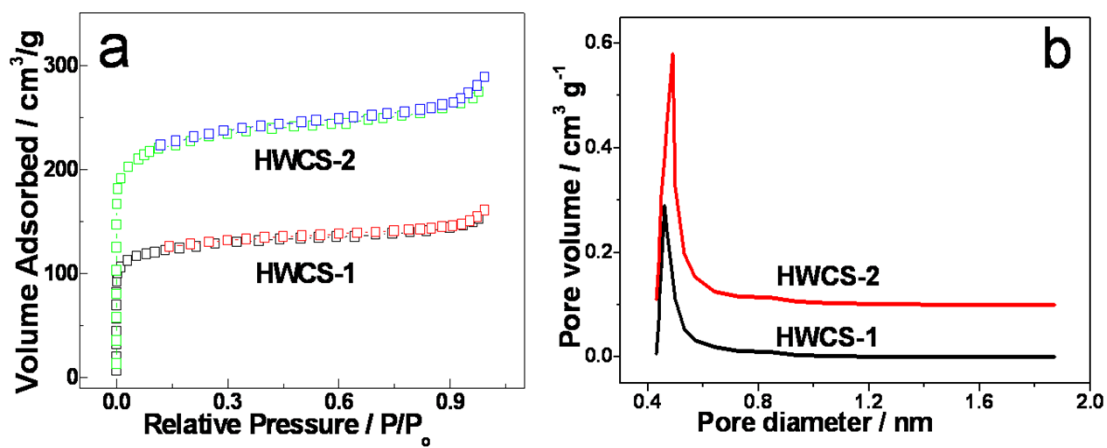 a
Volume Adsorbed / cm³/g
300
200
100
0
HWCS-2
HWCS-1
0.0 0.3 0.6 0.9
Relative Pressure / P/Pₒ
b
Pore volume / cm³ g⁻¹
0.6
0.4
0.2
0.0
HWCS-2
HWCS-1
0.4 0.8 1.2 1.6 2.0
Pore diameter / nm